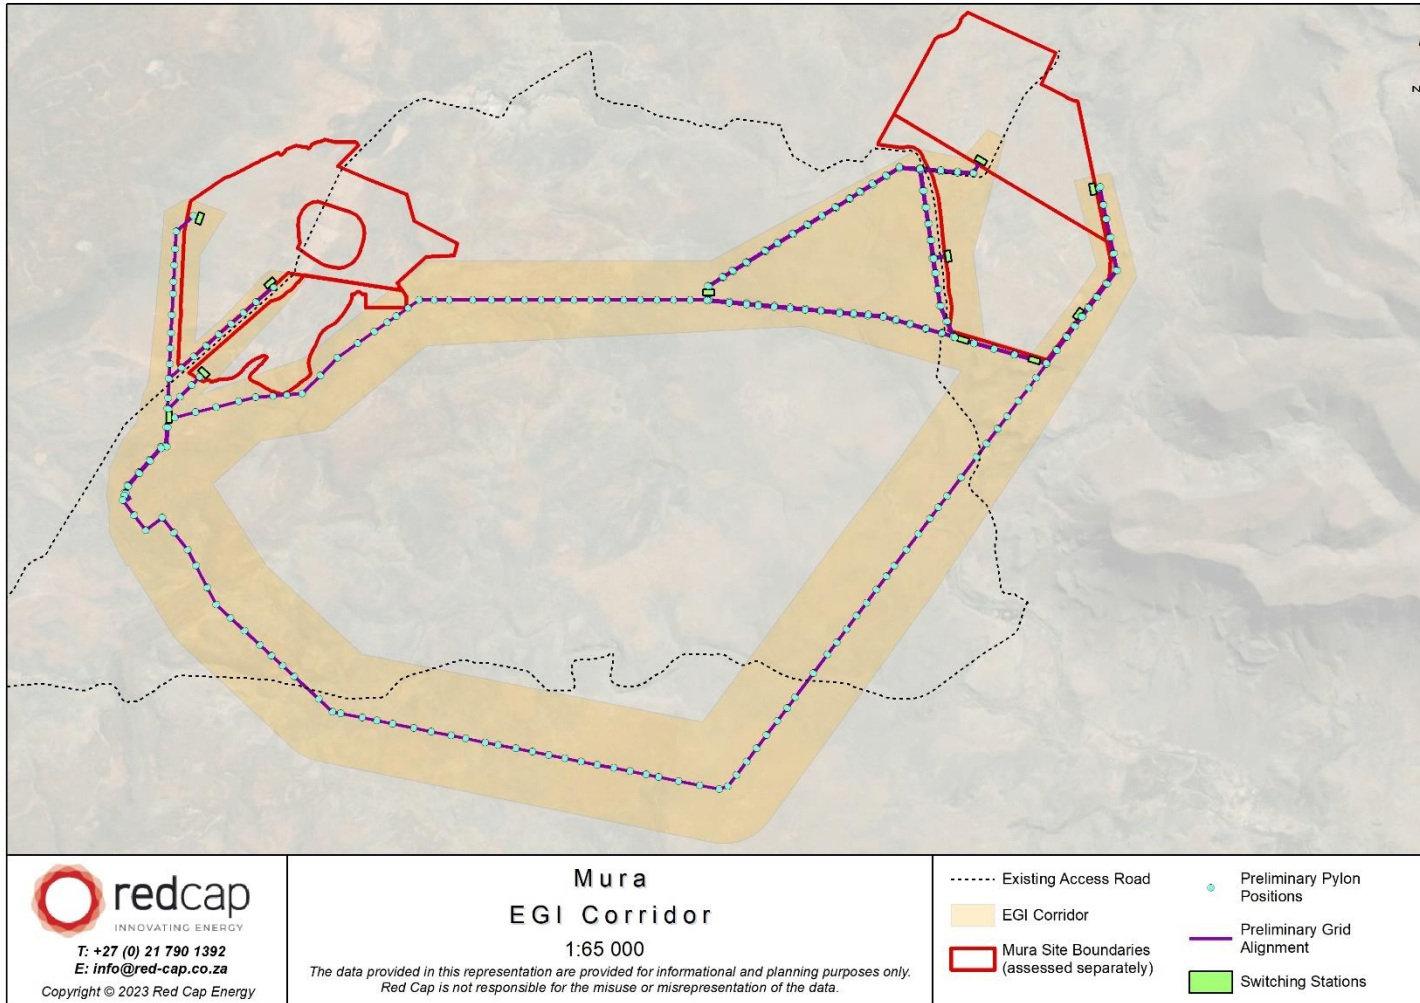 z
redcap
INNOVATING ENERGY
T: +27 (0) 21 790 1392
E: info@red-cap.co.za
Copyright © 2023 Red Cap Energy
Mura
EGI Corridor
1:65 000
The data provided in this representation are provided for informational and planning purposes only.
Red Cap is not responsible for the misuse or misrepresentation of the data.
Existing Access Road
EGI Corridor
Mura Site Boundaries
(assessed separately)
Preliminary Pylon
Positions
Preliminary Grid
Alignment
Switching Stations